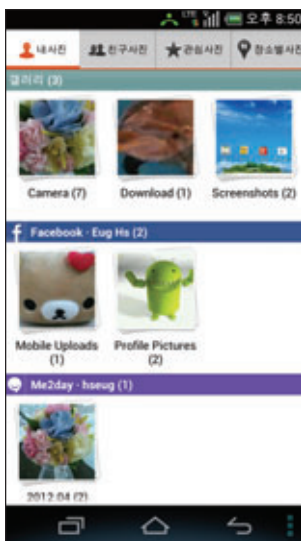 LTE 오후 8:50
내사진 친구사진 관심사진 장소별사진
갤러리 (3)
Camera (7) Download (1) Screenshots (2)
f Facebook · Eug Hs (2)
Mobile Uploads (1) Profile Pictures (2)
Me2day · hseug (1)
2012.04 (2)